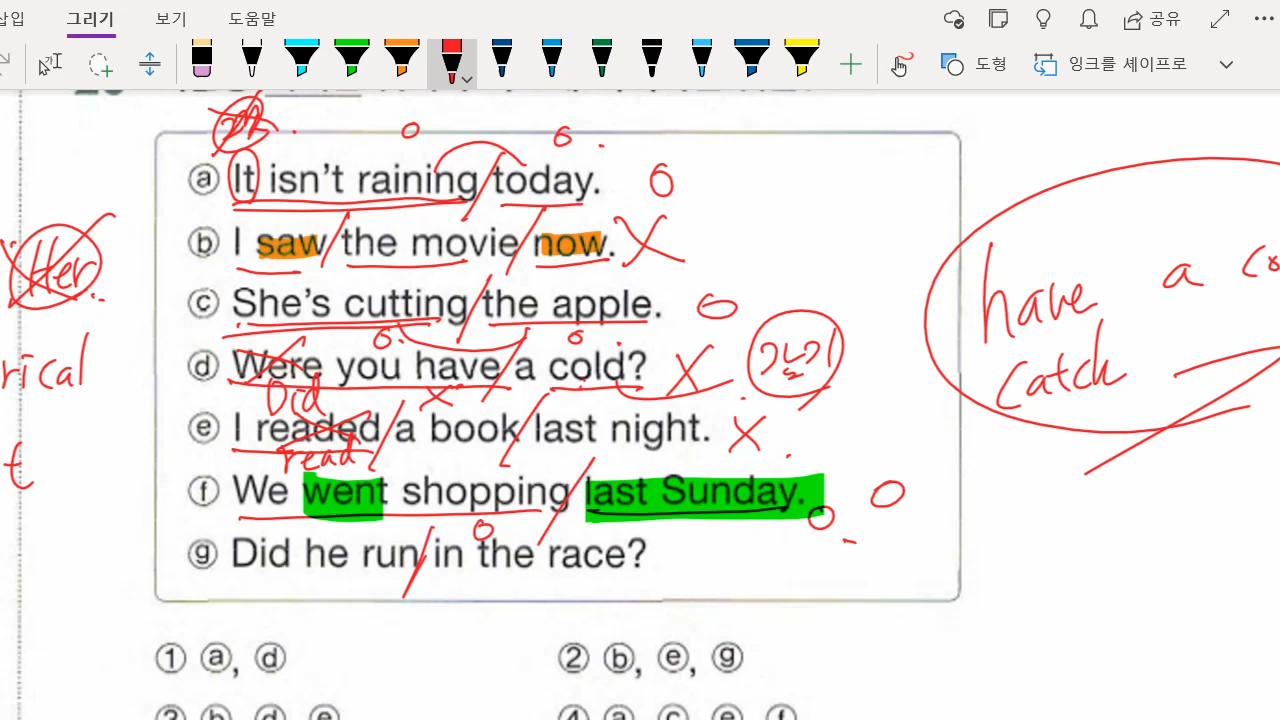 삽입 그리기 보기 도움말 공유
도형 잉크를 셰이프로
ⓐ It isn't raining today. O
ⓑ I saw the movie now. X
Her
ⓒ She's cutting the apple. O
have a
ⓓ Were you have a cold? X
rical
catch
Did
ⓔ I readed a book last night. X
read
t
ⓕ We went shopping last Sunday. O
ⓖ Did he run in the race?
① ⓐ, ⓓ ② ⓑ, ⓔ, ⓖ
③ ⓑ, ⓓ, ⓔ ④ ⓐ, ⓒ, ⓔ, ⓕ